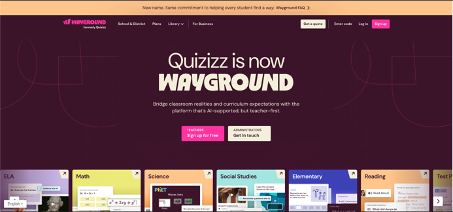 New name. Same commitment to helping every student find a way. Wayground FAQ
WAYGROUND
formerly Quizizz
School & District Plans Library For Business
Get a quote Enter code Log in Sign up
Quizizz is now
WAYGROUND
Bridge classroom realities and curriculum expectations with the
platform that's AI-supported, but teacher-first.
TEACHERS
Sign up for free
ADMINISTRATORS
Get in touch
ELA
Math
Science
Social Studies
Elementary
Reading
Test P
PhET
English